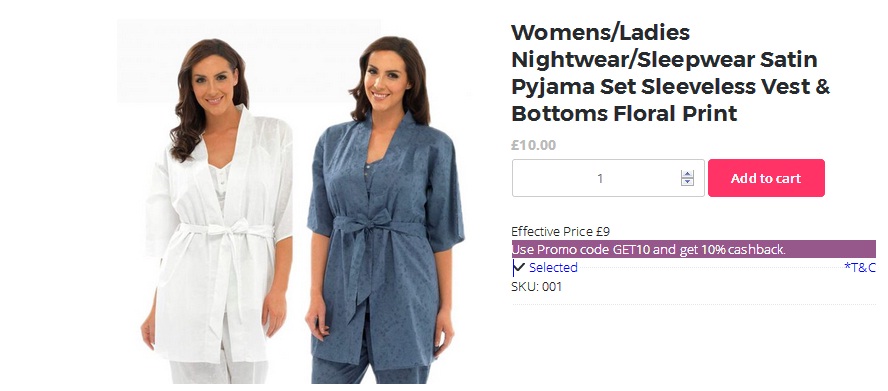 Womens/Ladies
Nightwear/Sleepwear Satin
Pyjama Set Sleeveless Vest &
Bottoms Floral Print
£10.00
1
Add to cart
Effective Price £9
Use Promo code GET10 and get 10% cashback.
Selected *T&C
SKU: 001